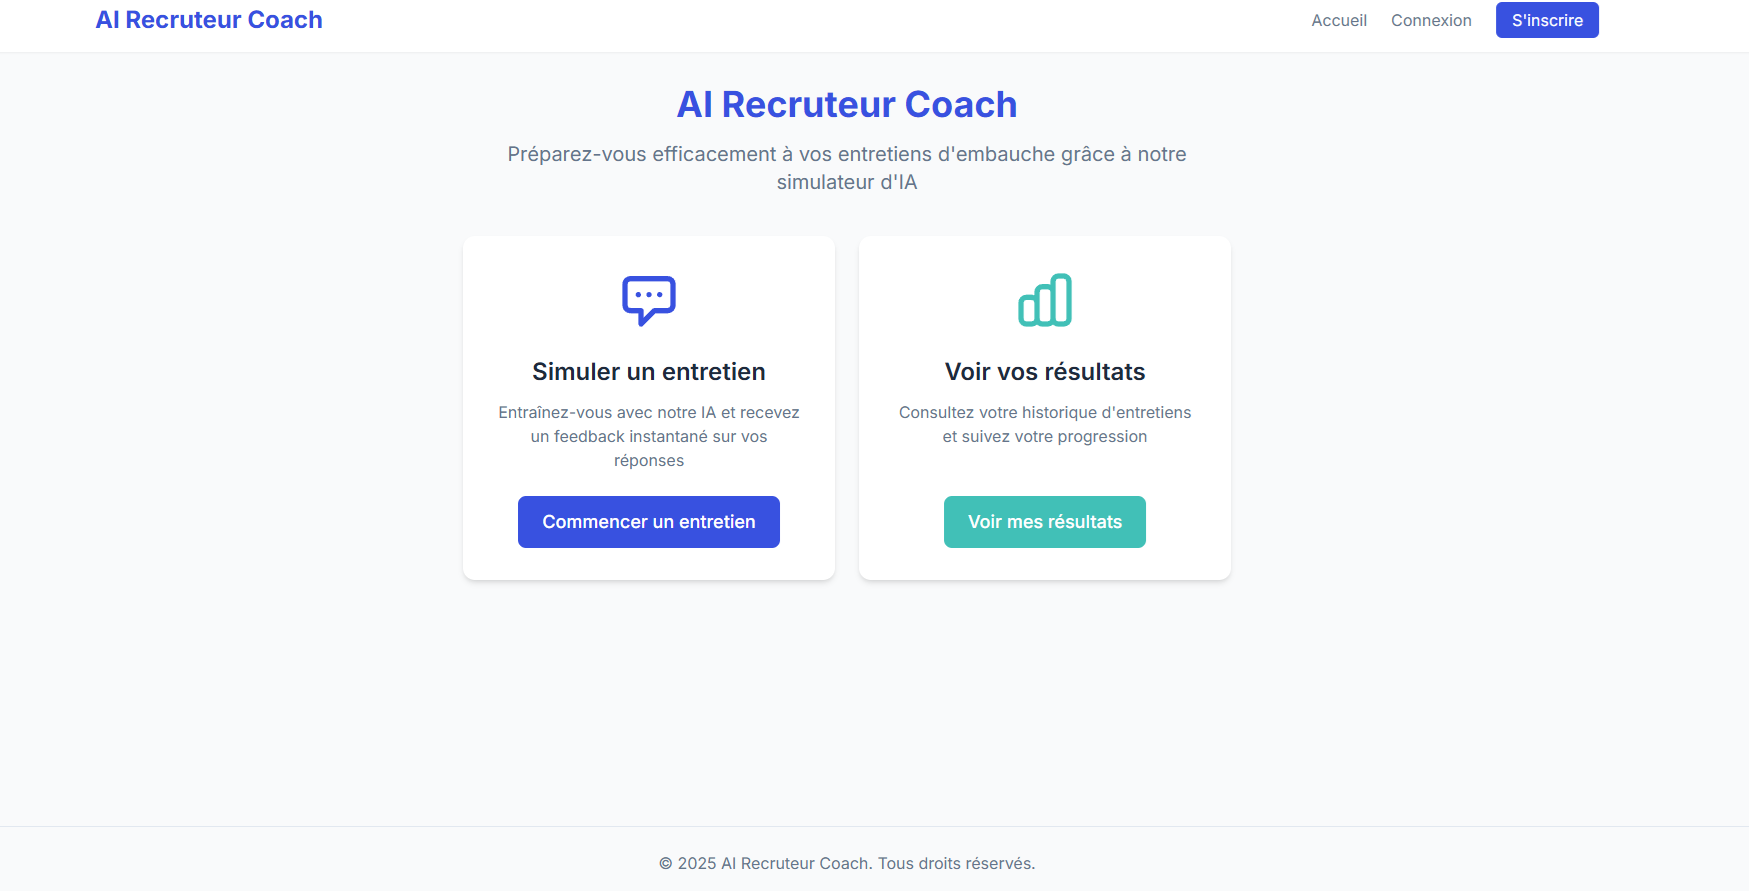 AI Recruteur Coach
Accueil
Connexion
S'inscrire
AI Recruteur Coach
Préparez-vous efficacement à vos entretiens d'embauche grâce à notre
simulateur d'IA
Simuler un entretien
Entraînez-vous avec notre IA et recevez
un feedback instantané sur vos
réponses
Commencer un entretien
Voir vos résultats
Consultez votre historique d'entretiens
et suivez votre progression
Voir mes résultats
© 2025 AI Recruteur Coach. Tous droits réservés.